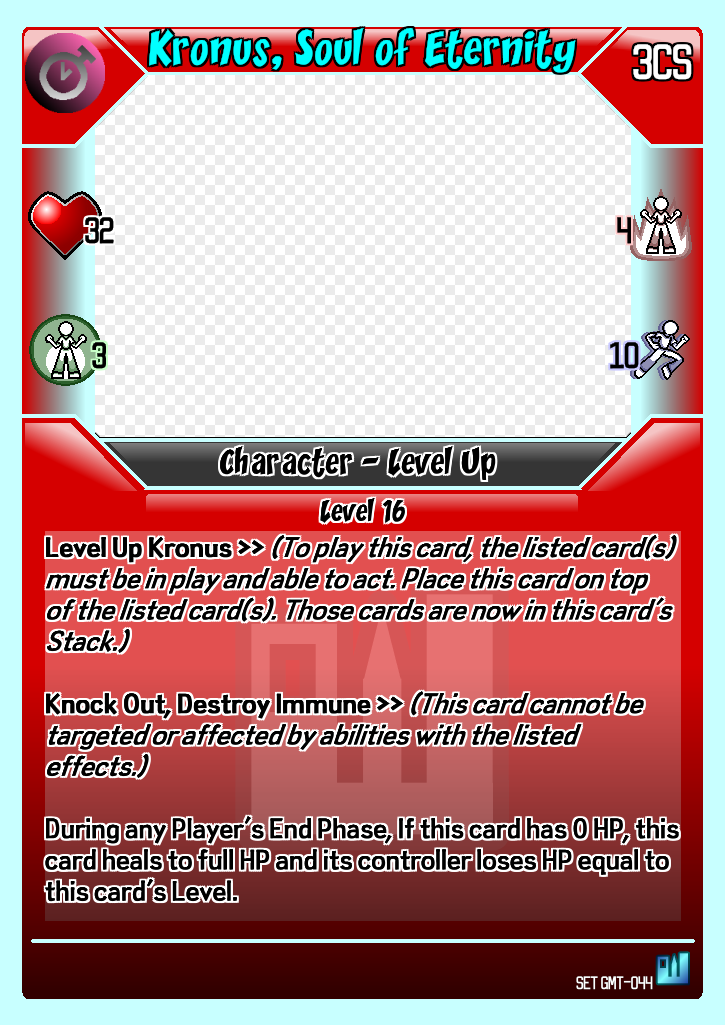 Kronus, Soul of Eternity
3CS
32
4
3
10
Character - Level Up
Level 16
Level Up Kronus >> (To play this card, the listed card(s)
must be in play and able to act. Place this card on top
of the listed card(s). Those cards are now in this card's
Stack.)
Knock Out, Destroy Immune >> (This card cannot be
targeted or affected by abilities with the listed
effects.)
During any Player's End Phase, If this card has 0 HP, this
card heals to full HP and its controller loses HP equal to
this card's Level.
SET GMT-044